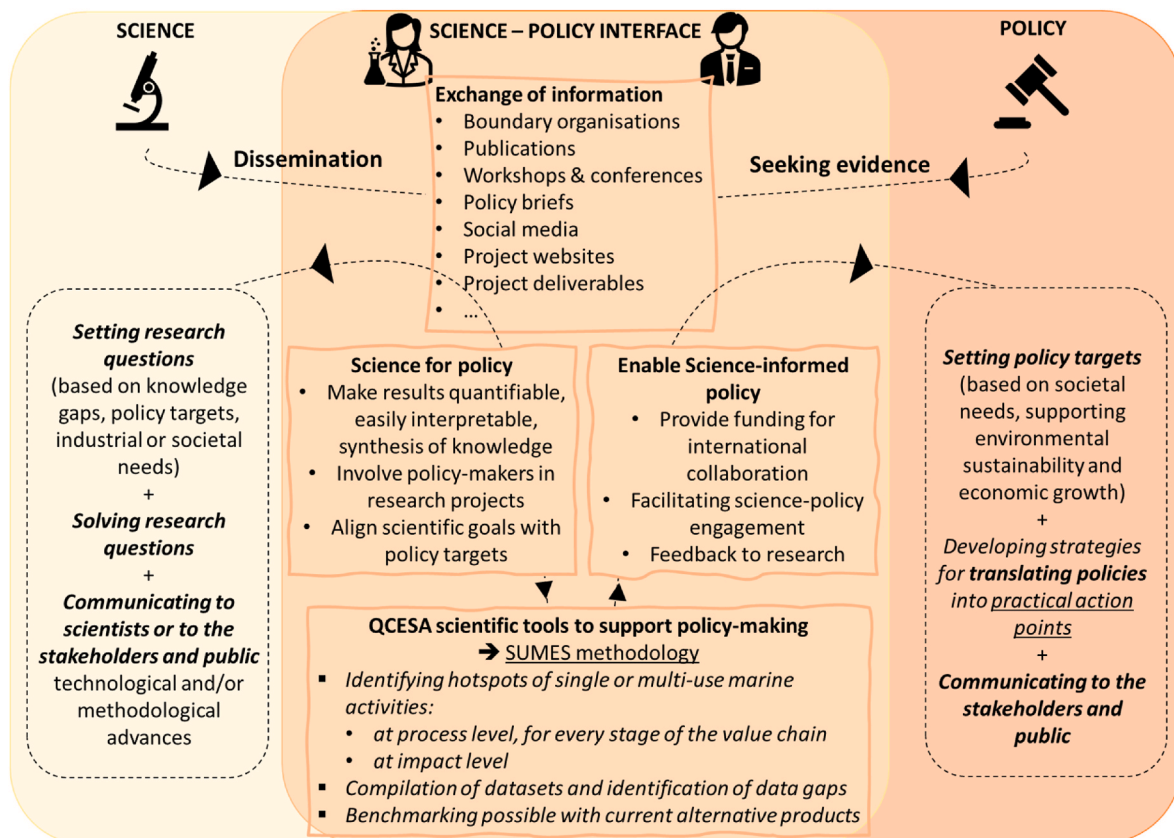 SCIENCE
SCIENCE – POLICY INTERFACE
POLICY
Exchange of information
• Boundary organisations
• Publications
• Workshops & conferences
• Policy briefs
• Social media
• Project websites
• Project deliverables
• ...
Dissemination
Seeking evidence
Setting research
questions
(based on knowledge
gaps, policy targets,
industrial or societal
needs)
+
Solving research
questions
+
Communicating to
scientists or to the
stakeholders and public
technological and/or
methodological
advances
Science for policy
• Make results quantifiable,
easily interpretable,
synthesis of knowledge
• Involve policy-makers in
research projects
• Align scientific goals with
policy targets
Enable Science-informed
policy
• Provide funding for
international
collaboration
• Facilitating science-policy
engagement
• Feedback to research
QCESA scientific tools to support policy-making
➔ SUMES methodology
▪ Identifying hotspots of single or multi-use marine
activities:
• at process level, for every stage of the value chain
• at impact level
▪ Compilation of datasets and identification of data gaps
▪ Benchmarking possible with current alternative products
Setting policy targets
(based on societal
needs, supporting
environmental
sustainability and
economic growth)
+
Developing strategies
for translating policies
into practical action
points
+
Communicating to the
stakeholders and
public